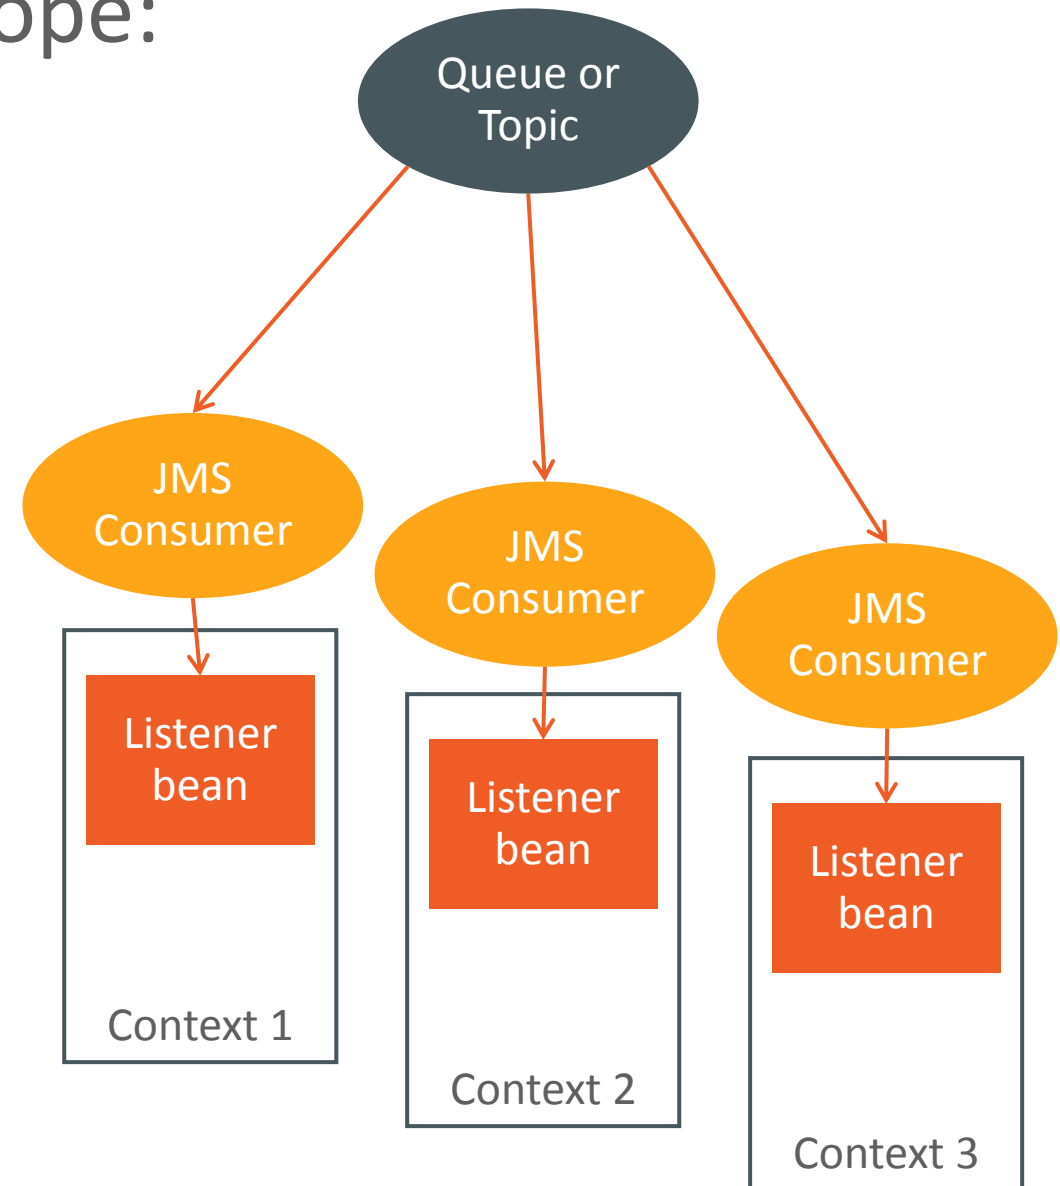 ope:
Queue or
Topic
JMS
Consumer
JMS
Consumer
JMS
Consumer
Listener
bean
Listener
bean
Listener
bean
Context 1
Context 2
Context 3